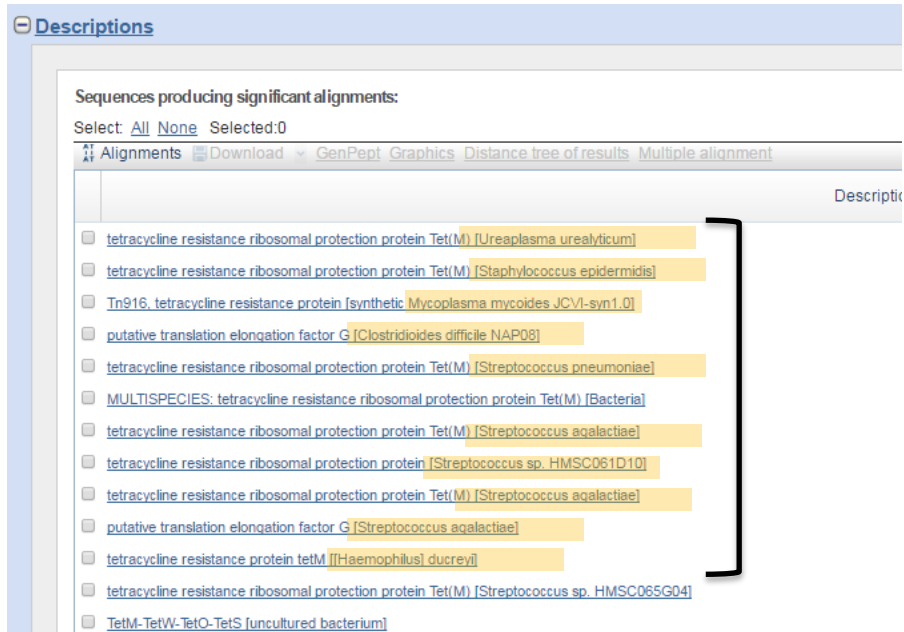 Descriptions
Sequences producing significant alignments:
Select: All None Selected:0
Alignments Download GenPept Graphics Distance tree of results Multiple alignment
tetracycline resistance ribosomal protection protein Tet(M) [Ureaplasma urealyticum]
tetracycline resistance ribosomal protection protein Tet(M) [Staphylococcus epidermidis]
Tn916, tetracycline resistance protein [synthetic Mycoplasma mycoides JCVI-syn1.0]
putative translation elongation factor G [Clostridioides difficile NAP08]
tetracycline resistance ribosomal protection protein Tet(M) [Streptococcus pneumoniae]
MULTISPECIES: tetracycline resistance ribosomal protection protein Tet(M) [Bacteria]
tetracycline resistance ribosomal protection protein Tet(M) [Streptococcus agalactiae]
tetracycline resistance ribosomal protection protein [Streptococcus sp. HMSC061D10]
tetracycline resistance ribosomal protection protein Tet(M) [Streptococcus agalactiae]
putative translation elongation factor G [Streptococcus agalactiae]
tetracycline resistance protein tetM [[Haemophilus] ducreyi]
tetracycline resistance ribosomal protection protein Tet(M) [Streptococcus sp. HMSC065G04]
TetM-TetW-TetO-TetS [uncultured bacterium]